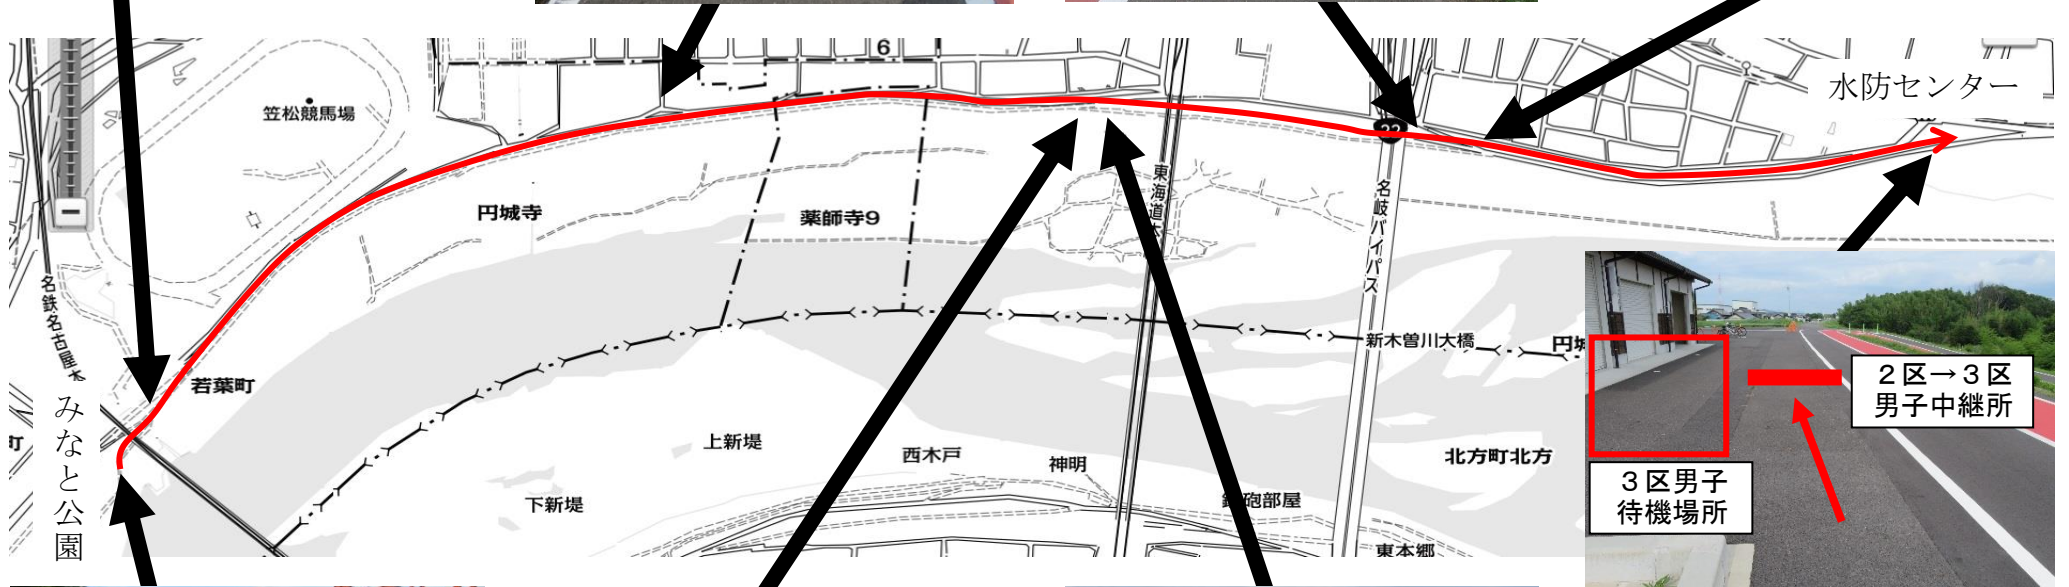 6
笠松競馬場
水防センター
22
東海道本
名岐バイパス
円城寺
薬師寺9
名鉄名古屋本
若葉町
みなと公園
新木曽川大橋
円城
2区→3区
男子中継所
上新堤
西木戸
神明
北方町北方
町
下新堤
砲部屋
3区男子
待機場所
東本郷